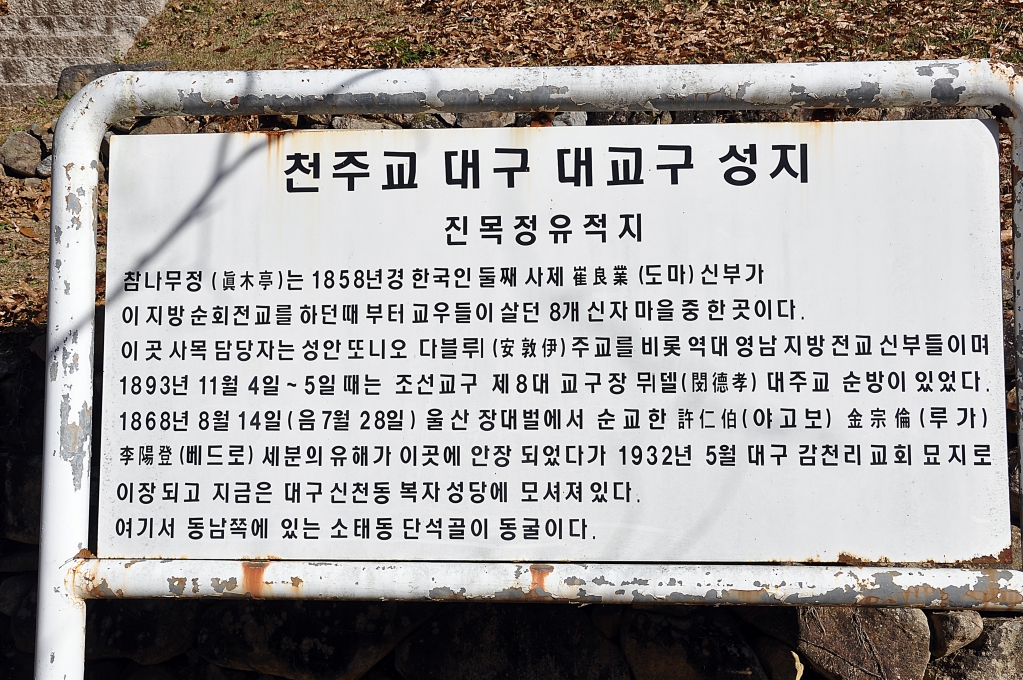 천주교 대구 대교구 성지
진목정유적지
참나무정 (眞木亭)는 1858년경 한국인 둘째 사제 崔良業 (도마) 신부가
이 지방 순회전교를 하던때 부터 교우들이 살던 8개 신자 마을 중 한 곳이다.
이 곳 사목 담당자는 성안 또니오 다블뤼 (安敦伊) 주교를 비롯 역대 영남 지방 전교 신부들이며
1893년 11월 4일 ~ 5일 때는 조선교구 제8대 교구장 뮈델(閔德孝) 대주교 순방이 있었다.
1868년 8월 14일 (음 7월 28일) 울산 장대벌에서 순교한 許仁伯(야고보) 金宗倫(루가)
李陽登(베드로) 세분의 유해가 이곳에 안장 되었다가 1932년 5월 대구 감천리 교회 묘지로
이장 되고 지금은 대구 신천동 복자 성당에 모셔져 있다.
여기서 동남쪽에 있는 소태동 단석골이 동굴이다.